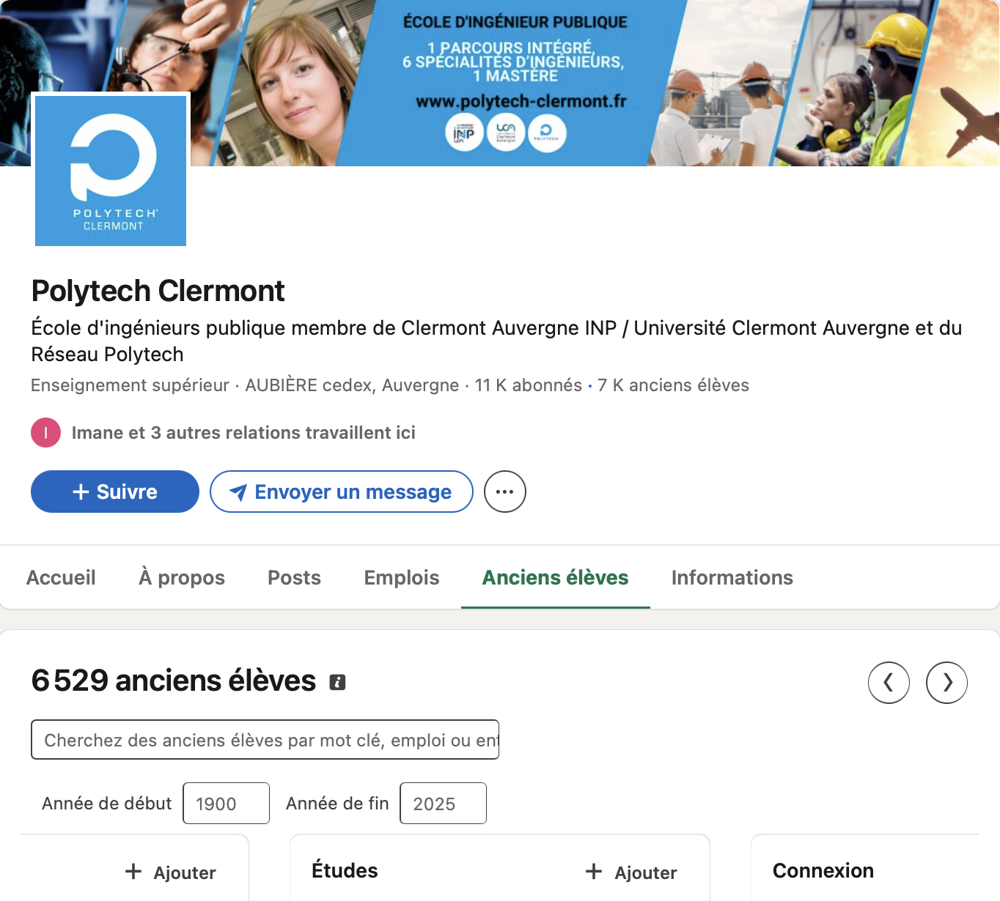 ÉCOLE D'INGÉNIEUR PUBLIQUE
1 PARCOURS INTÉGRÉ,
6 SPÉCIALITÉS D'INGÉNIEURS,
1 MASTÈRE
www.polytech-clermont.fr
INP
UCA
POLYTECH
POLYTECH
CLERMONT
Polytech Clermont
École d'ingénieurs publique membre de Clermont Auvergne INP / Université Clermont Auvergne et du
Réseau Polytech
Enseignement supérieur · AUBIÈRE cedex, Auvergne · 11 K abonnés · 7 K anciens élèves
I
Imane et 3 autres relations travaillent ici
+ Suivre
Envoyer un message
Accueil
À propos
Posts
Emplois
Anciens élèves
Informations
6 529 anciens élèves
Cherchez des anciens élèves par mot clé, emploi ou
Année de début 1900 Année de fin 2025
+ Ajouter
Études
+ Ajouter
Connexion